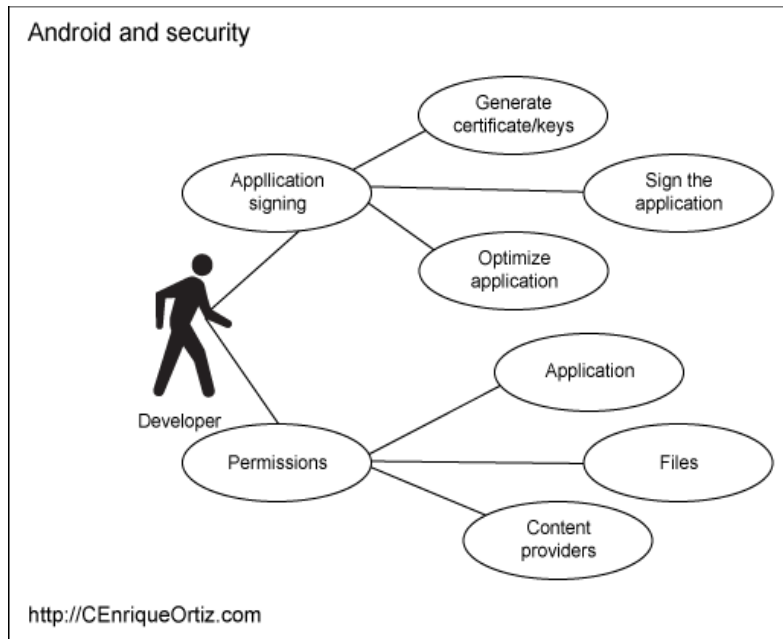 Android and security
Generate
certificate/keys
Appllication
signing
Sign the
application
Optimize
application
Developer
Application
Permissions
Files
Content
providers
http://CEnriqueOrtiz.com